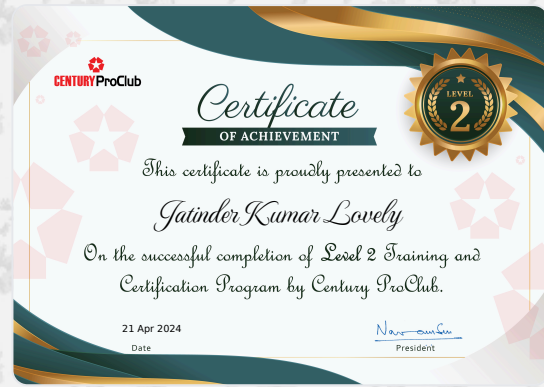 CENTURY ProClub
Certificate
OF ACHIEVEMENT
LEVEL
2
This certificate is proudly presented to
Jatinder Kumar Lovely
On the successful completion of Level 2 Training and
Certification Program by Century ProClub.
21 Apr 2024
Date
President